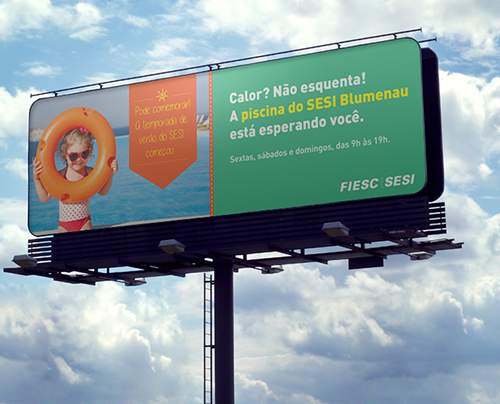 Pode comemorar!
A temporada de
verão do SESI
começou
Calor? Não esquenta!
A piscina do SESI Blumenau
está esperando você.
Sextas, sábados e domingos, das 9h às 19h.
FIESC SESI